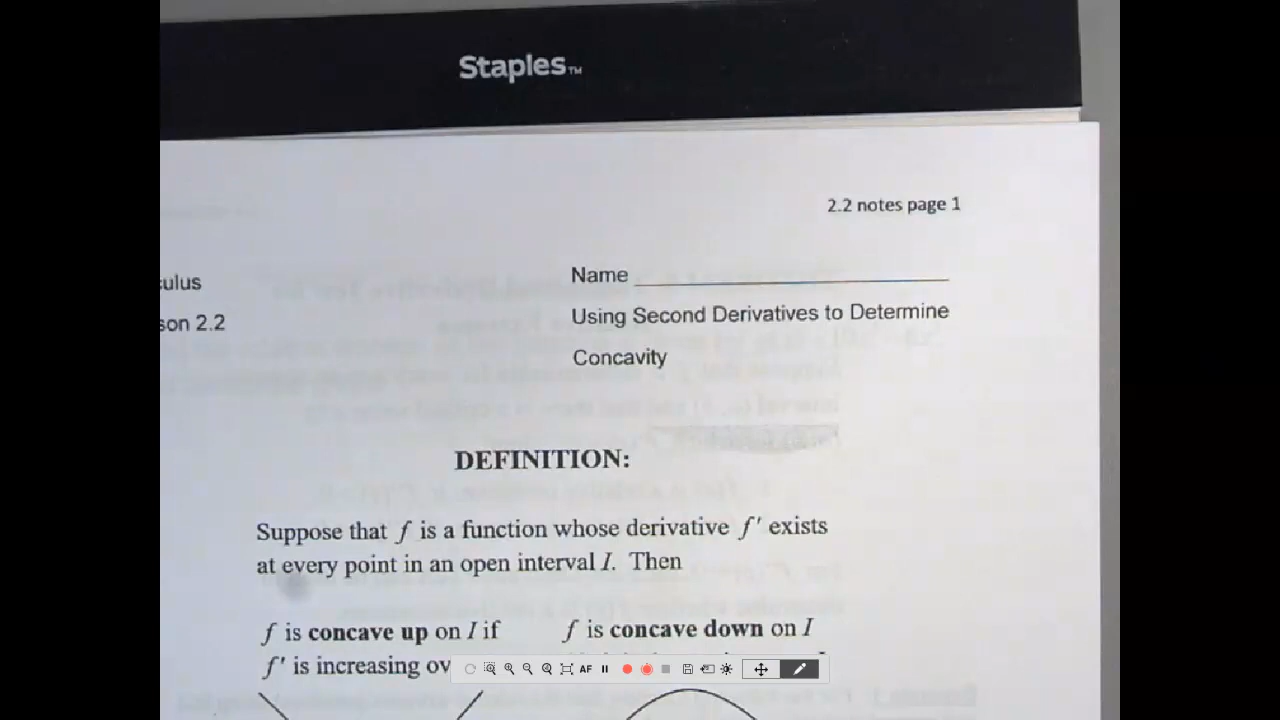 Staples™
2.2 notes page 1
ulus
Name
son 2.2
Using Second Derivatives to Determine
Concavity
DEFINITION:
Suppose that f is a function whose derivative f′ exists
at every point in an open interval I. Then
f is concave up on I if
f is concave down on I
f′ is increasing ov
AF